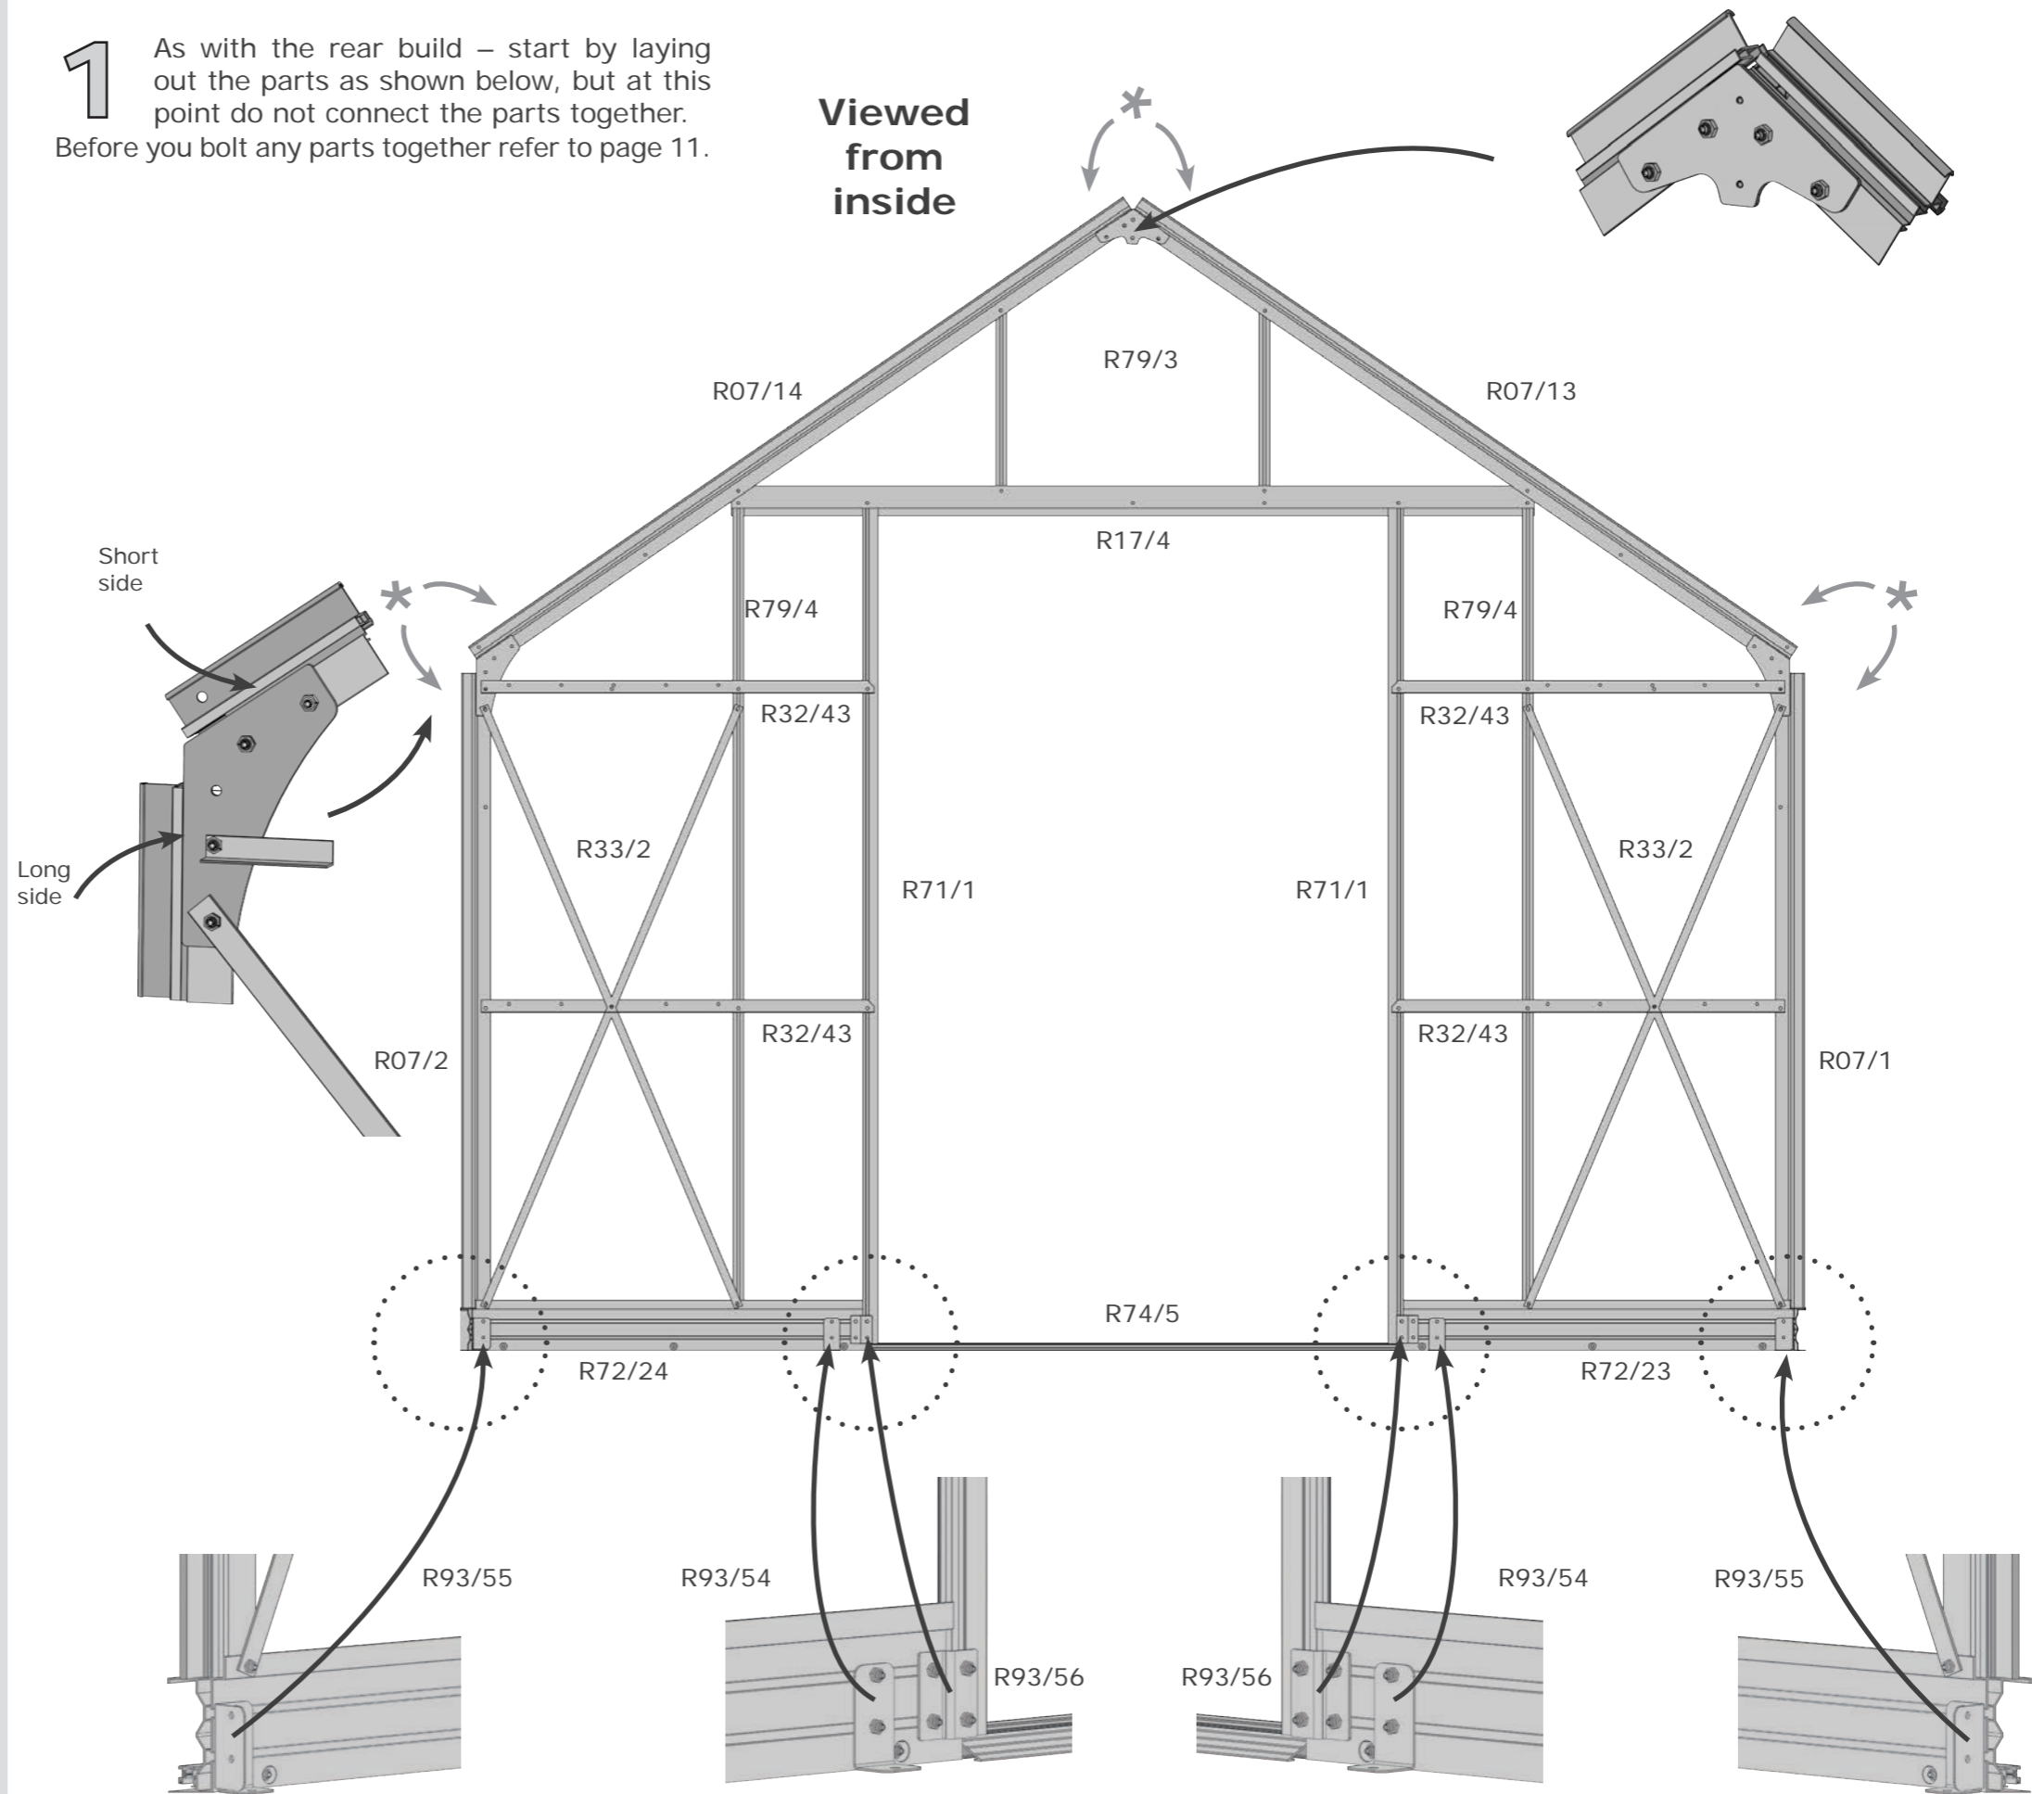 1
As with the rear build – start by laying
out the parts as shown below, but at this
point do not connect the parts together.
Before you bolt any parts together refer to page 11.
Viewed
from
inside
*
R79/3
R07/14
R07/13
R17/4
Short
side
*
*
R79/4
R79/4
R32/43
R32/43
R33/2
R33/2
Long
side
R71/1
R71/1
R32/43
R32/43
R07/2
R07/1
R74/5
R72/24
R72/23
R93/55
R93/54
R93/54
R93/55
R93/56
R93/56